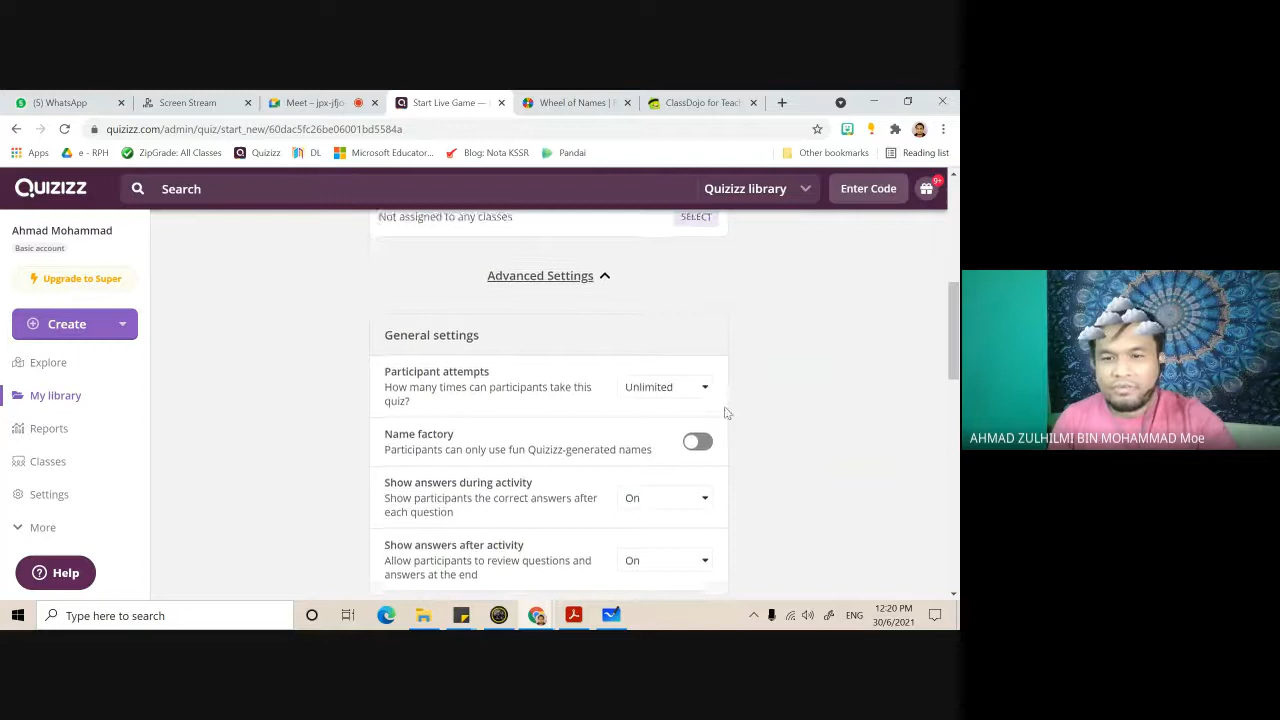 (5) WhatsApp
Screen Stream
Meet – jpx-jfjo
Start Live Game —
Wheel of Names |
ClassDojo for Teac
quizizz.com/admin/quiz/start_new/60dac5fc26be06001bd5584a
Apps
e - RPH
ZipGrade: All Classes
Quizizz
DL
Microsoft Educator...
Blog: Nota KSSR
Pandai
Other bookmarks
Reading list
QUIZIZZ
Search
Quizizz library
Enter Code
9+
Ahmad Mohammad
Basic account
Upgrade to Super
Create
Explore
My library
Reports
Classes
Settings
More
Help
Not assigned to any classes
SELECT
Advanced Settings
General settings
Participant attempts
How many times can participants take this
quiz?
Unlimited
Name factory
Participants can only use fun Quizizz-generated names
Show answers during activity
Show participants the correct answers after
each question
On
Show answers after activity
Allow participants to review questions and
answers at the end
On
AHMAD ZULHILMI BIN MOHAMMAD Moe
Type here to search
ENG
12:20 PM
30/6/2021